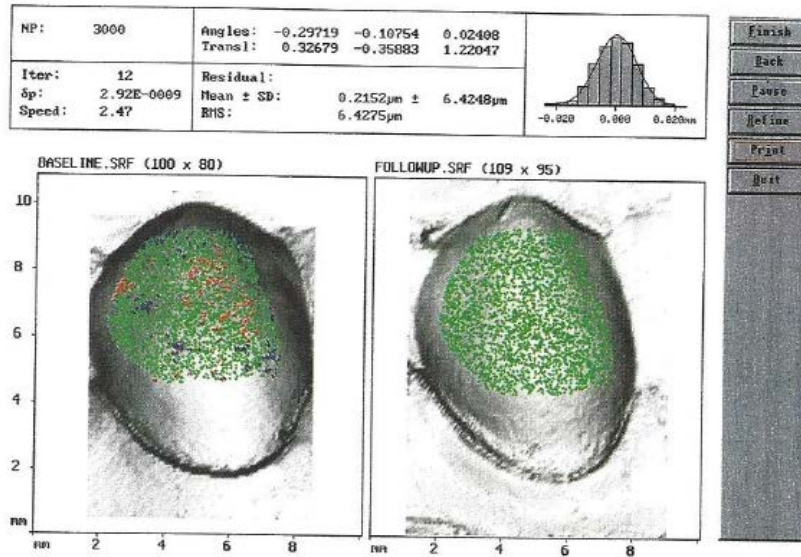 NP: 3000
Angles: -0.29719 -0.10754 0.02408
Transl: 0.32679 -0.35883 1.22047
Iter: 12
δp: 2.92E-0009
Speed: 2.47
Residual:
Mean ± SD: 0.2152µm ± 6.4248µm
RMS: 6.4275µm
-0.020 0.000 0.020mm
Finish
Back
Pause
Refine
Print
Quit
BASELINE.SRF (100 x 80)
FOLLOWUP.SRF (109 x 95)
10
8
6
4
2
mm
mm 2 4 6 8
mm 2 4 6 8